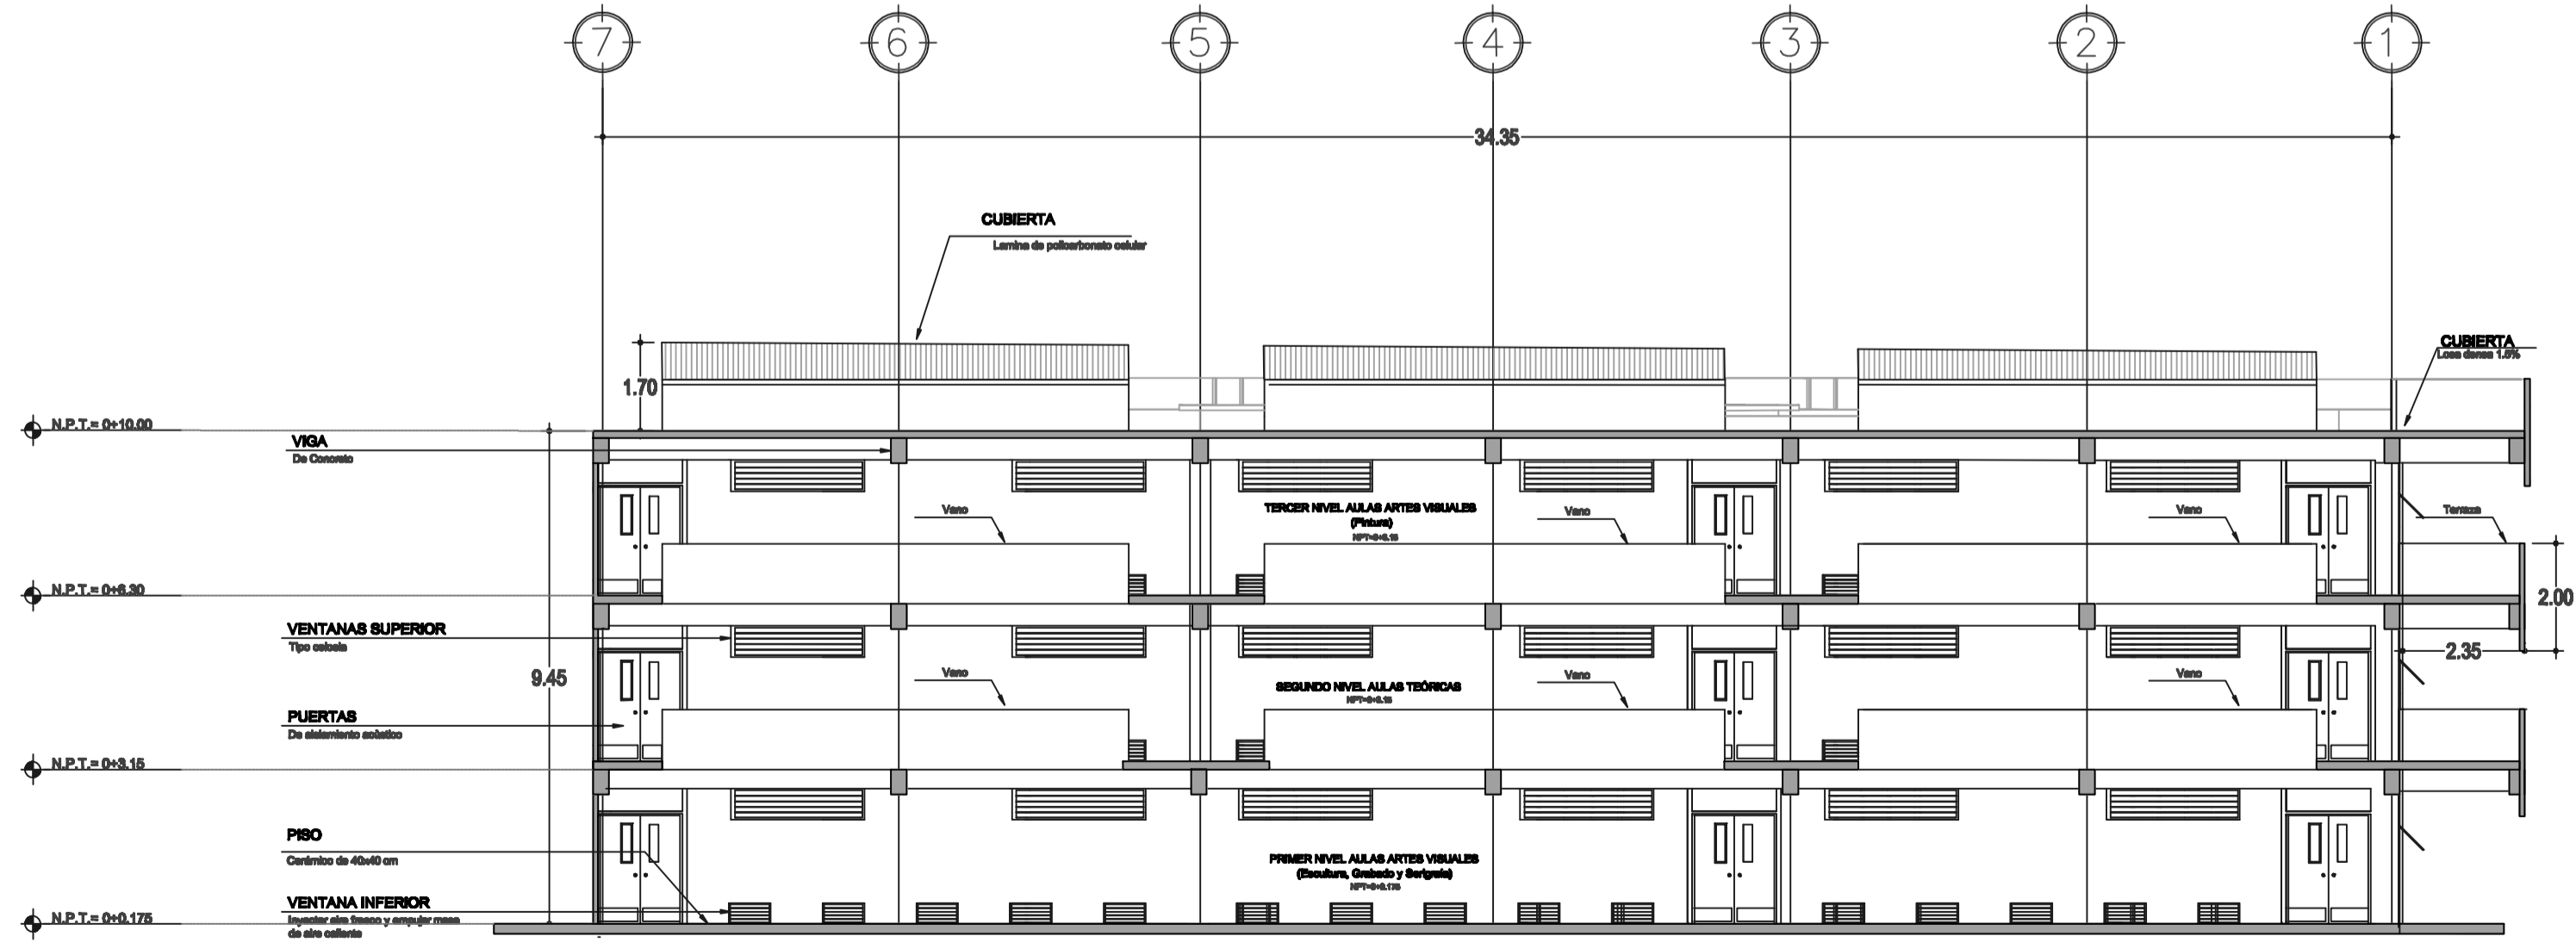 7 6 5 4 3 2 1
34.35
CUBIERTA
Lamina de policarbonato celular
CUBIERTA
Losa densa 1.5%
1.70
N.P.T.= 0+10.00
VIGA
De Concreto
Vano
TERCER NIVEL AULAS ARTES VISUALES
(Pintura)
Vano
Vano
Terraza
N.P.T.= 0+6.30
2.00
VENTANAS SUPERIOR
Tipo celosia
2.35
9.45
Vano
SEGUNDO NIVEL AULAS TEÓRICAS
Vano
Vano
PUERTAS
De aislamiento acústico
N.P.T.= 0+3.15
PISO
Cerámico de 40x40 cm
PRIMER NIVEL AULAS ARTES VISUALES
(Escultura, Grabado y Serigrafía)
NPT=0+0.175
VENTANA INFERIOR
Inyectar aire fresco y empujar masa
de aire caliente
N.P.T.= 0+0.175